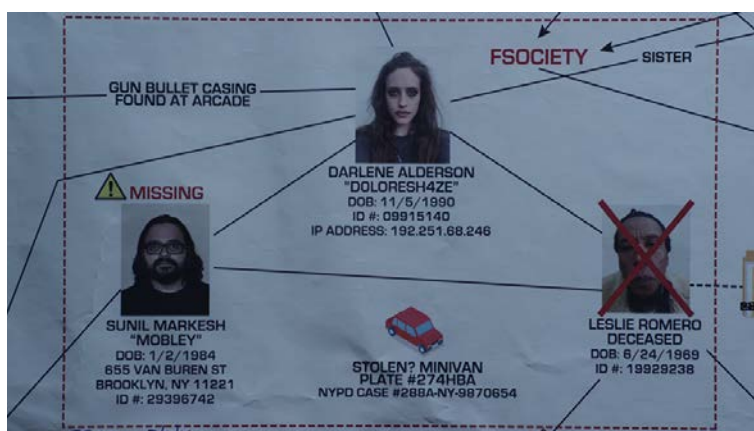 FSOCIETY
SISTER
GUN BULLET CASING
FOUND AT ARCADE
DARLENE ALDERSON
"DOLORESH4ZE"
DOB: 11/5/1990
ID #: 09915140
IP ADDRESS: 192.251.68.246
MISSING
SUNIL MARKESH
"MOBLEY"
DOB: 1/2/1984
655 VAN BUREN ST
BROOKLYN, NY 11221
ID #: 29396742
STOLEN? MINIVAN
PLATE #274HBA
NYPD CASE #288A-NY-9870654
LESLIE ROMERO
DECEASED
DOB: 6/24/1969
ID #: 19929238